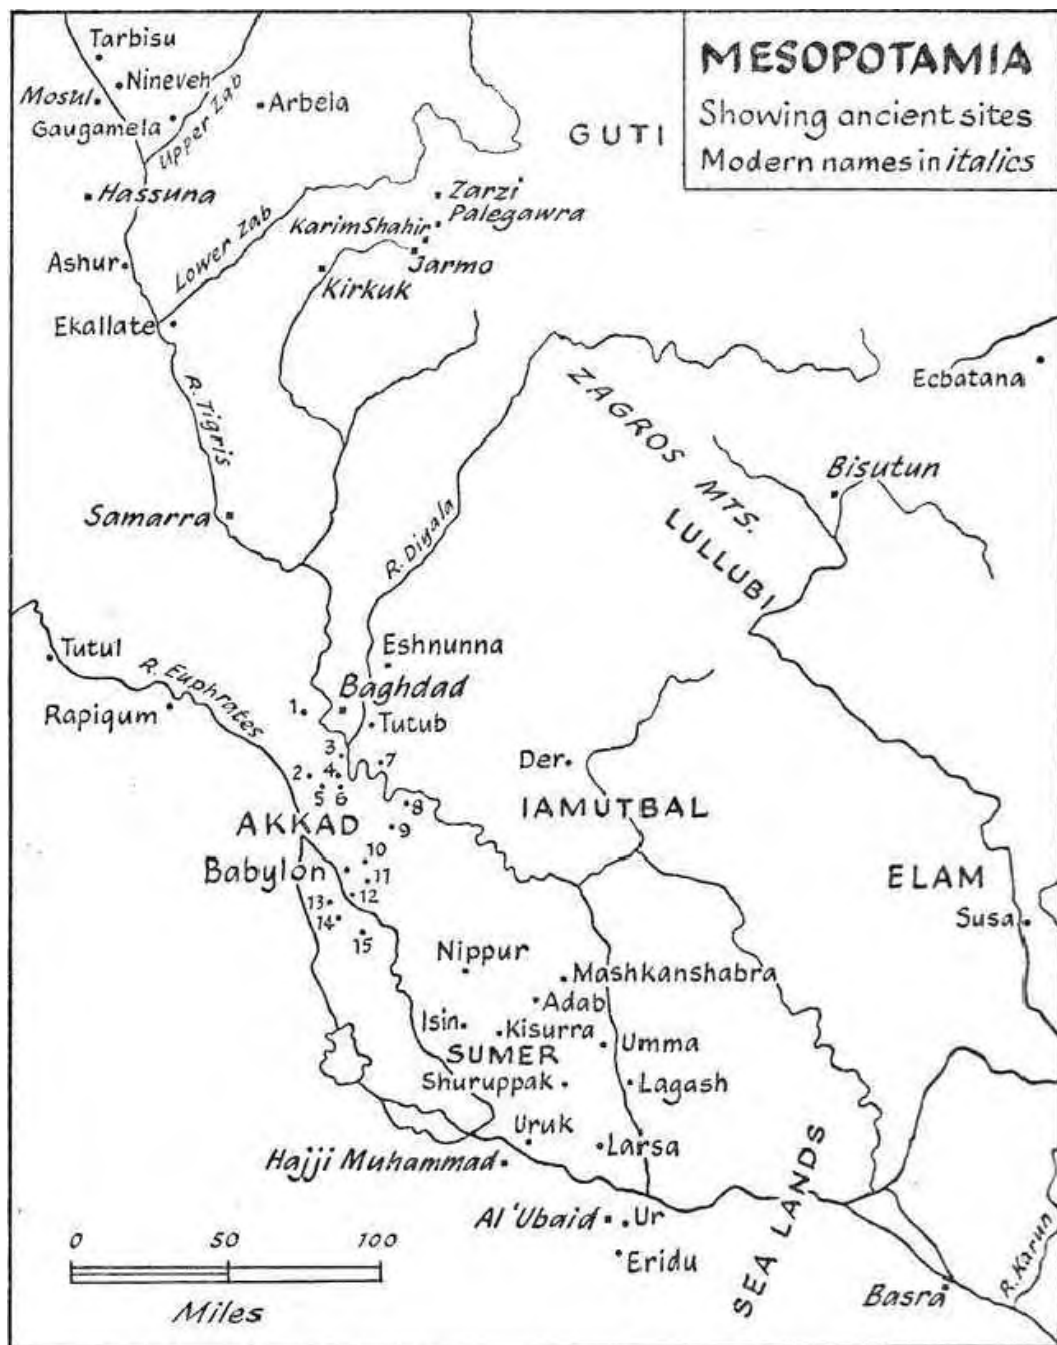 MESOPOTAMIA
Showing ancient sites
Modern names in italics
Tarbisu
Nineveh
Mosul
Gaugamela
Upper Zab
Arbela
GUTI
Hassuna
Zarzi
Palegawra
Karim Shahir
Lower Zab
Jarmo
Ashur
Kirkuk
Ekallate
R. Tigris
ZAGROS MTS.
Ecbatana
Bisutun
Samarra
R. Diyala
LULLUBI
Tutul
R. Euphrates
Eshnunna
Baghdad
Rapiqum
1
Tutub
3
7
2
4
Der
5
6
8
IAMUTBAL
AKKAD
9
10
Babylon
11
ELAM
12
13
14
Susa
15
Nippur
Mashkanshabra
Adab
Isin
Kisurra
Umma
SUMER
Shuruppak
Lagash
Uruk
Larsa
Hajji Muhammad
SEA LANDS
Al 'Ubaid
Ur
Eridu
R. Karun
Basra
0 50 100
Miles